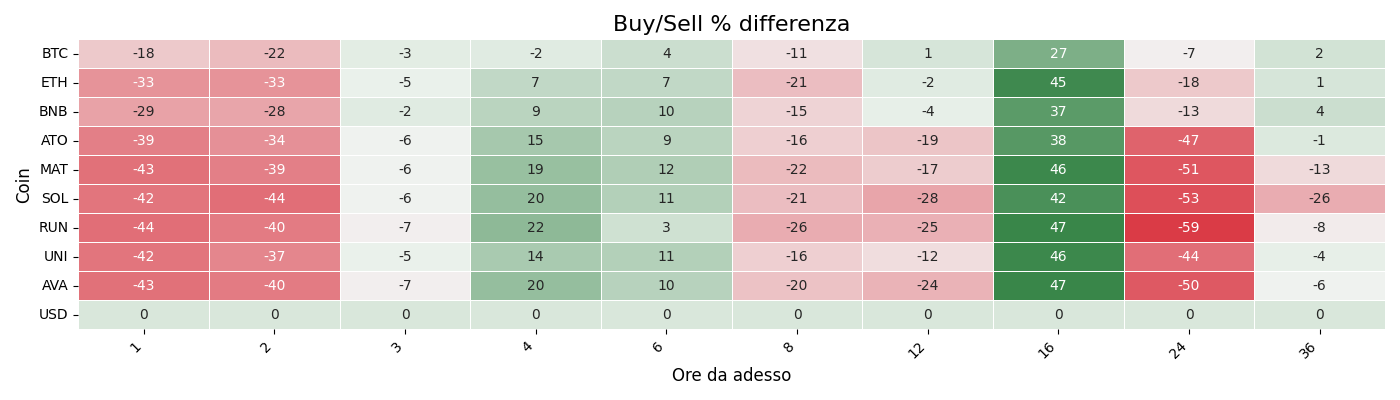 Buy/Sell % differenza
Coin
BTC -18 -22 -3 -2 4 -11 1 27 -7 2
ETH -33 -33 -5 7 7 -21 -2 45 -18 1
BNB -29 -28 -2 9 10 -15 -4 37 -13 4
ATO -39 -34 -6 15 9 -16 -19 38 -47 -1
MAT -43 -39 -6 19 12 -22 -17 46 -51 -13
SOL -42 -44 -6 20 11 -21 -28 42 -53 -26
RUN -44 -40 -7 22 3 -26 -25 47 -59 -8
UNI -42 -37 -5 14 11 -16 -12 46 -44 -4
AVA -43 -40 -7 20 10 -20 -24 47 -50 -6
USD 0 0 0 0 0 0 0 0 0 0
1 2 3 4 6 8 12 16 24 36
Ore da adesso